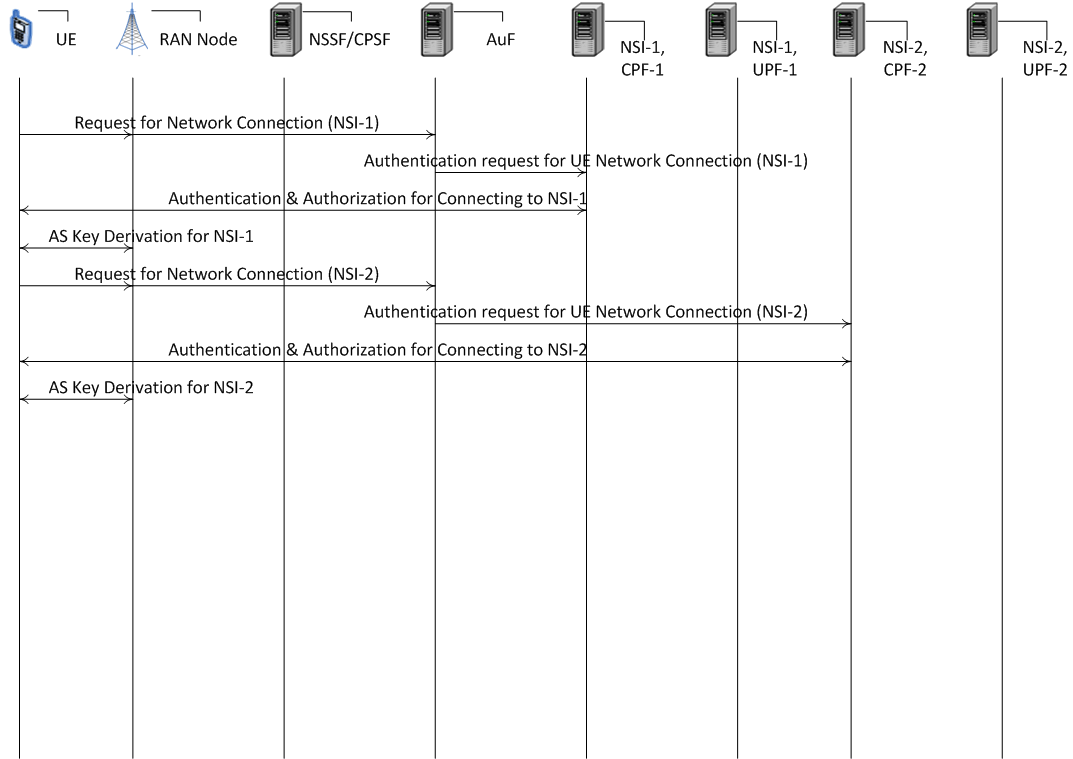 UE
RAN Node
NSSF/CPSF
AuF
NSI-1,
CPF-1
NSI-1,
UPF-1
NSI-2,
CPF-2
NSI-2,
UPF-2
Request for Network Connection (NSI-1)
Authentication request for UE Network Connection (NSI-1)
Authentication & Authorization for Connecting to NSI-1
AS Key Derivation for NSI-1
Request for Network Connection (NSI-2)
Authentication request for UE Network Connection (NSI-2)
Authentication & Authorization for Connecting to NSI-2
AS Key Derivation for NSI-2